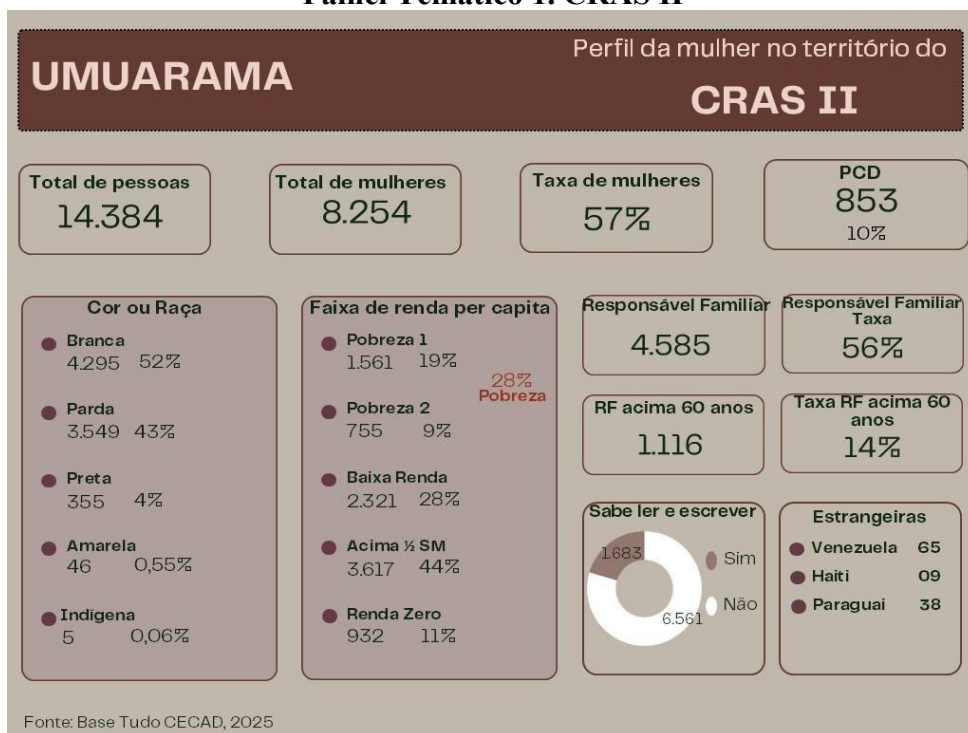 UMUARAMA
Perfil da mulher no território do
CRAS II
Total de pessoas
14.384
Total de mulheres
8.254
Taxa de mulheres
57%
PCD
853
10%
Cor ou Raça
Branca
4.295 52%
Parda
3.549 43%
Preta
355 4%
Amarela
46 0,55%
Indígena
5 0,06%
Faixa de renda per capita
Pobreza 1
1.561 19%
28%
Pobreza
Pobreza 2
755 9%
Baixa Renda
2.321 28%
Acima ½ SM
3.617 44%
Renda Zero
932 11%
Responsável Familiar
4.585
Responsável Familiar
Taxa
56%
RF acima 60 anos
1.116
Taxa RF acima 60
anos
14%
Sabe ler e escrever
1.683
6.561
Sim
Não
Estrangeiras
Venezuela 65
Haiti 09
Paraguai 38
Fonte: Base Tudo CECAD, 2025